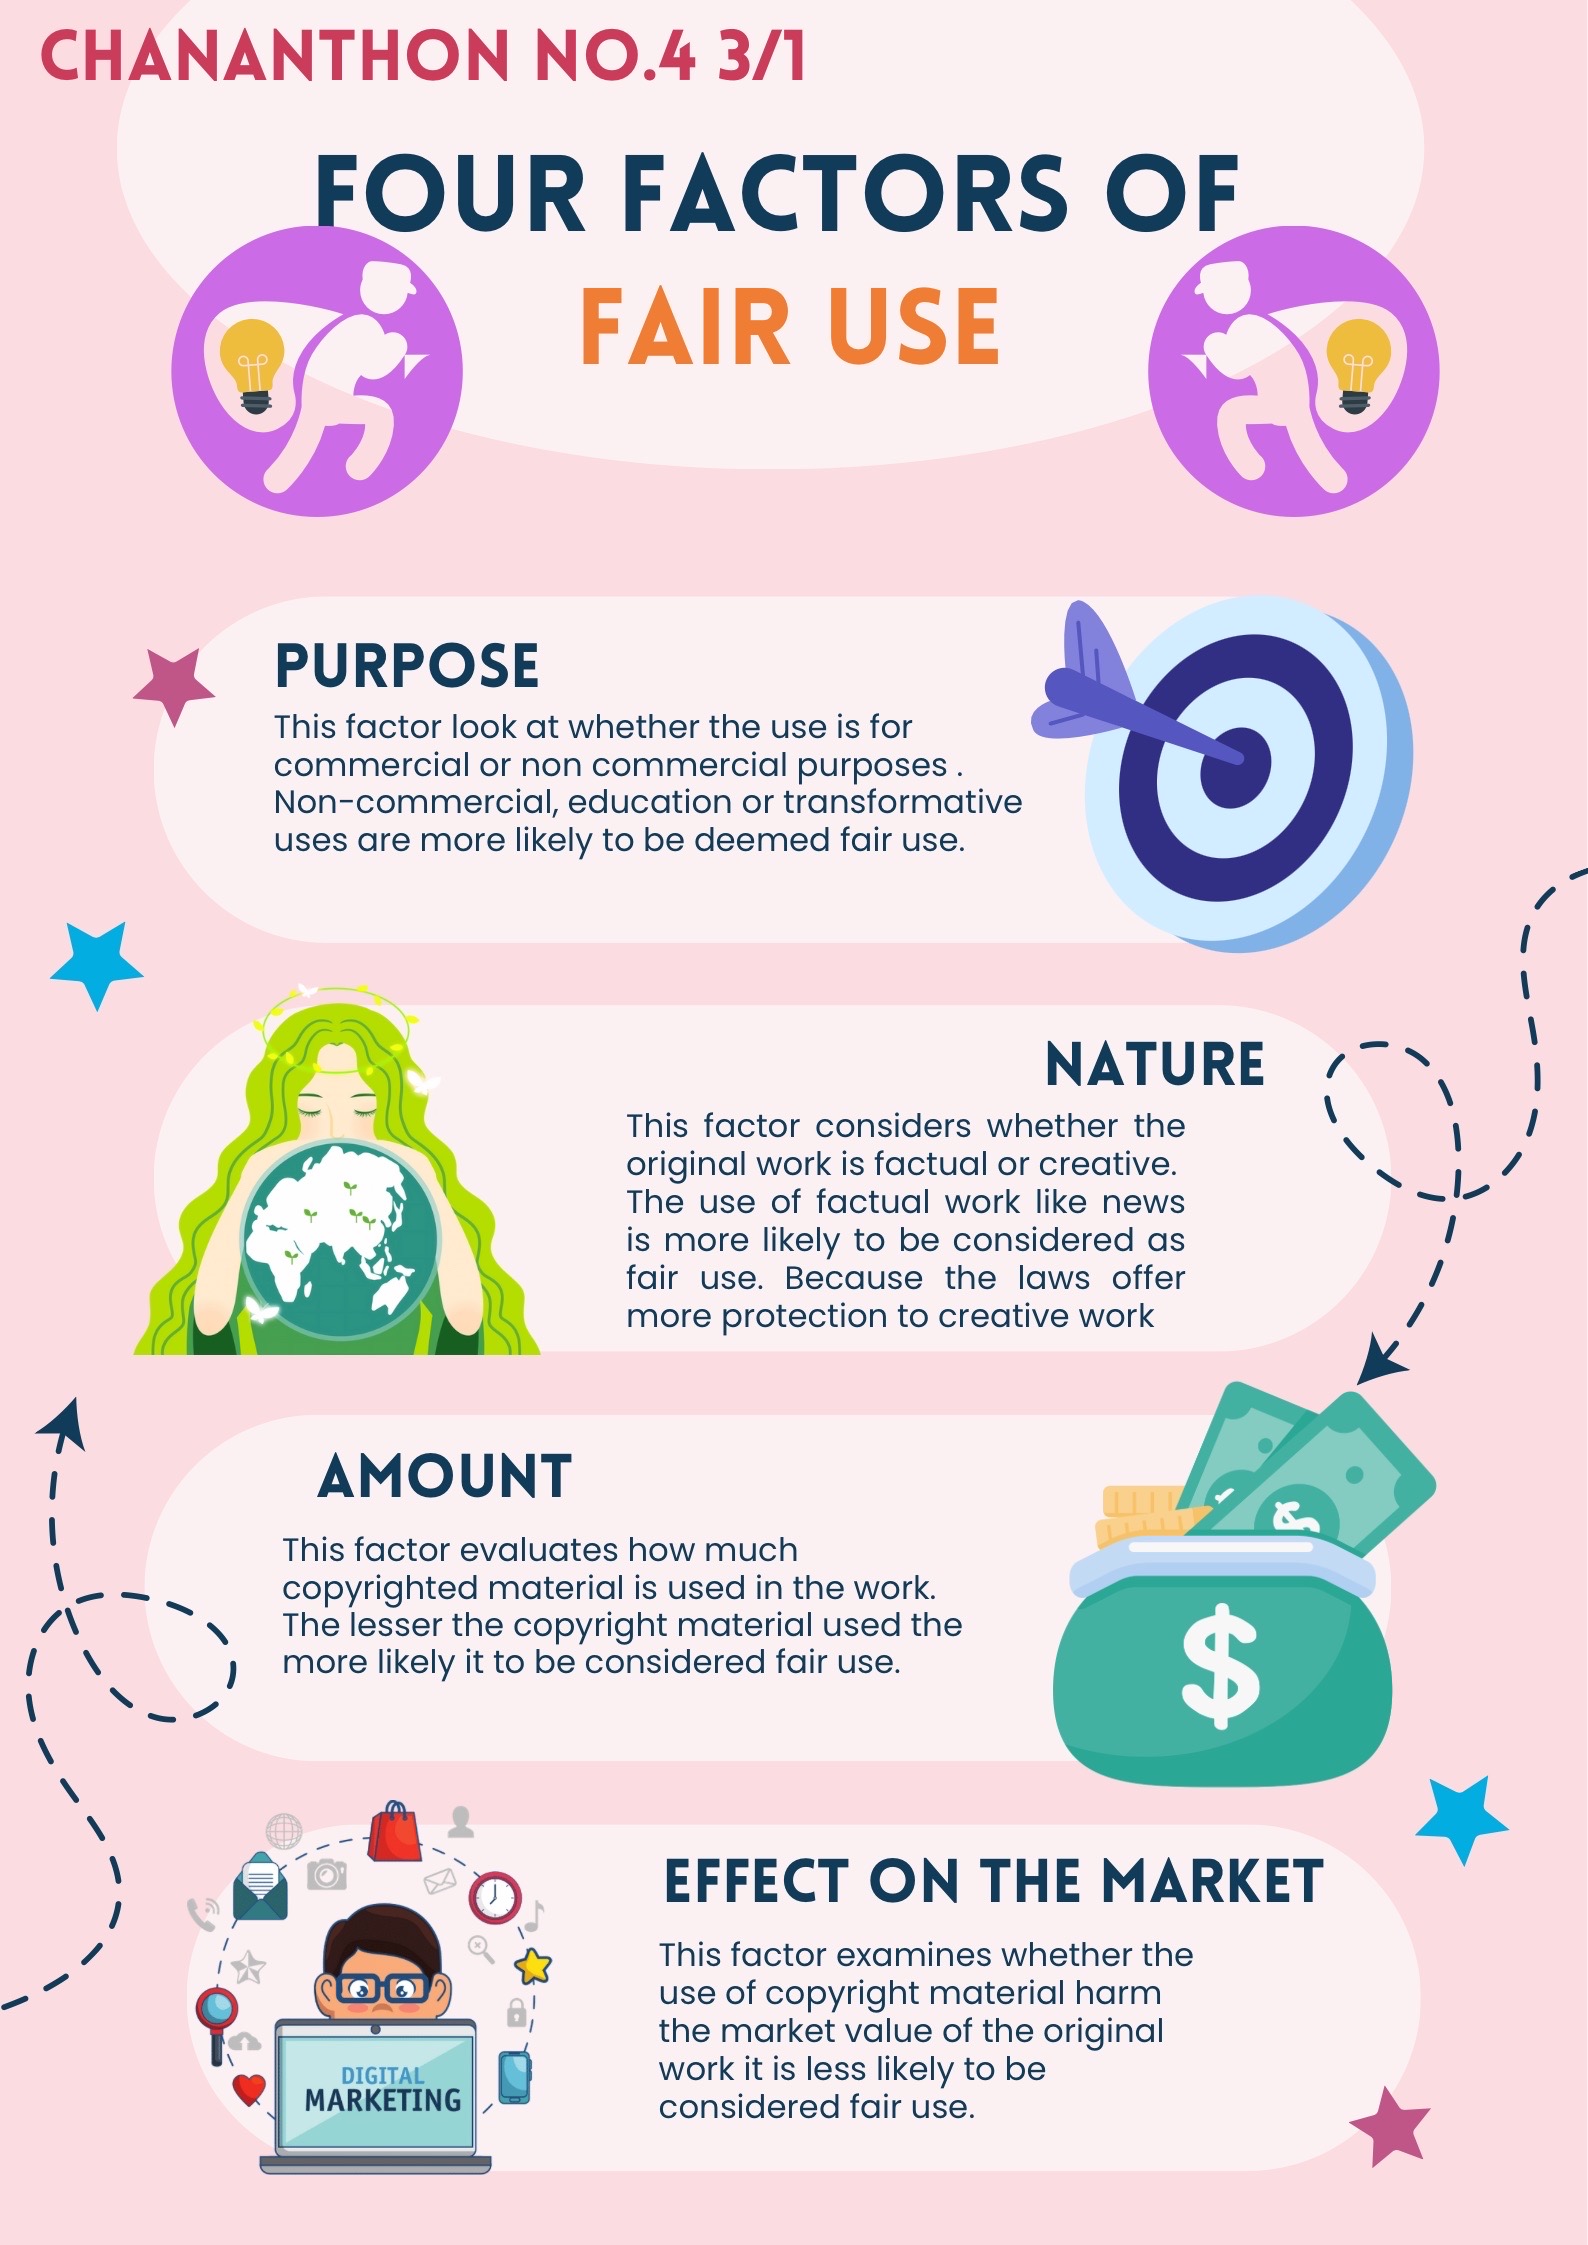 CHANANTHON NO.4 3/1
FOUR FACTORS OF
FAIR USE
PURPOSE
This factor look at whether the use is for
commercial or non commercial purposes .
Non-commercial, education or transformative
uses are more likely to be deemed fair use.
NATURE
This factor considers whether the
original work is factual or creative.
The use of factual work like news
is more likely to be considered as
fair use. Because the laws offer
more protection to creative work
AMOUNT
This factor evaluates how much
copyrighted material is used in the work.
The lesser the copyright material used the
more likely it to be considered fair use.
$
$
EFFECT ON THE MARKET
This factor examines whether the
use of copyright material harm
the market value of the original
work it is less likely to be
considered fair use.
DIGITAL
MARKETING